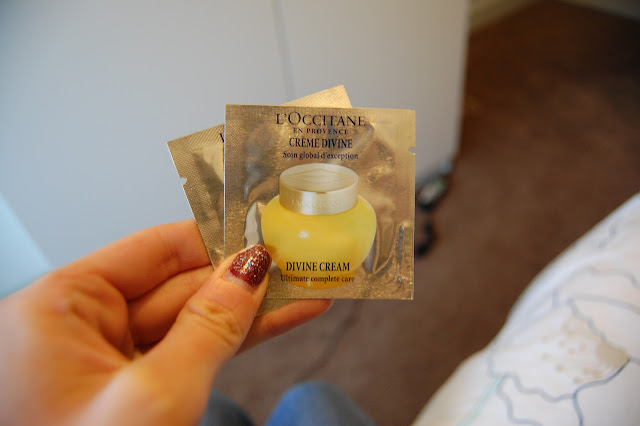 L'OCCITANE
EN PROVENCE
CRÈME DIVINE
Soin global d'exception
DIVINE CREAM
Ultimate complete care